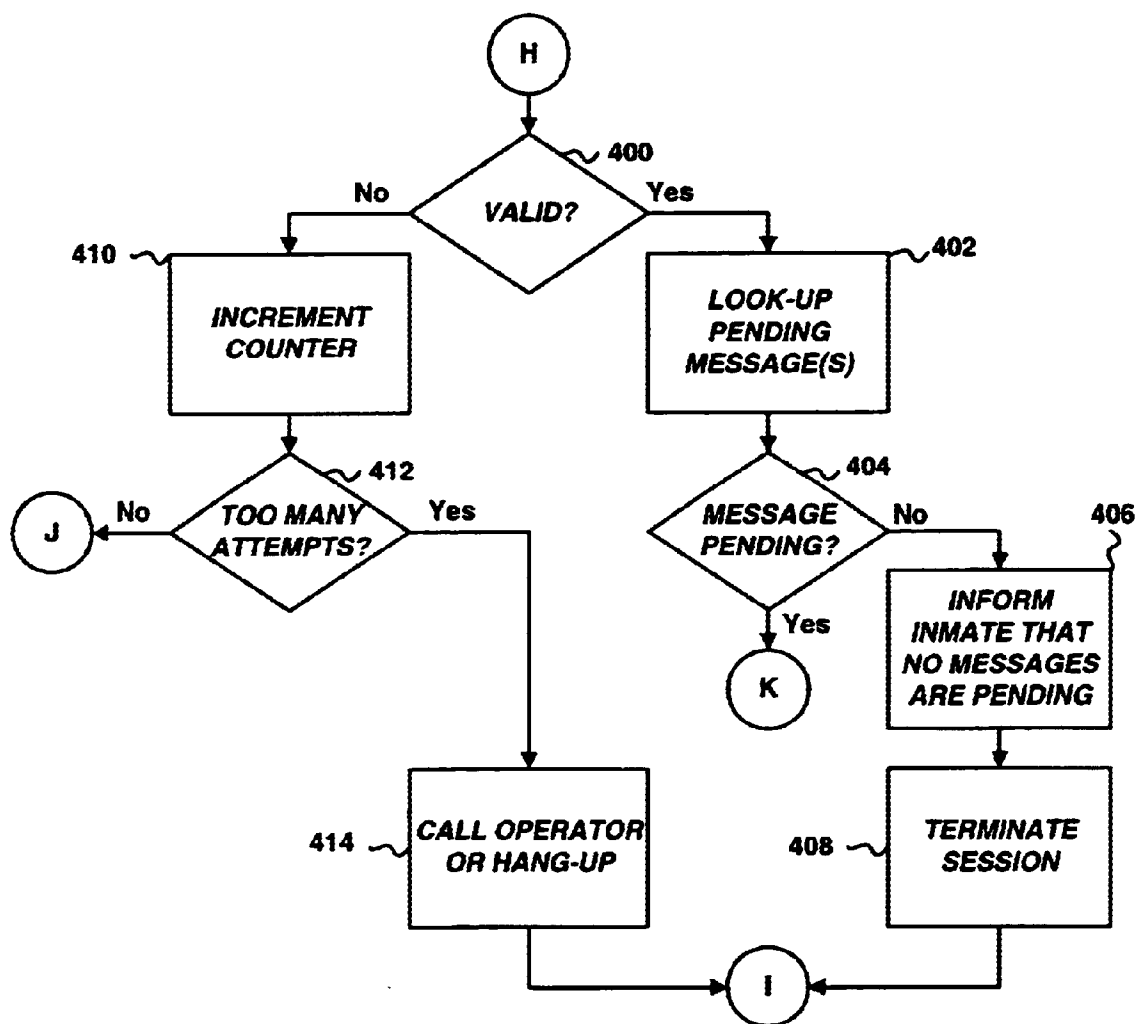 H
400
No
VALID?
Yes
410
402
INCREMENT
COUNTER
LOOK-UP
PENDING
MESSAGE(S)
412
404
J
No
TOO MANY
ATTEMPTS?
Yes
MESSAGE
PENDING?
No
406
Yes
K
INFORM
INMATE THAT
NO MESSAGES
ARE PENDING
414
CALL OPERATOR
OR HANG-UP
408
TERMINATE
SESSION
I